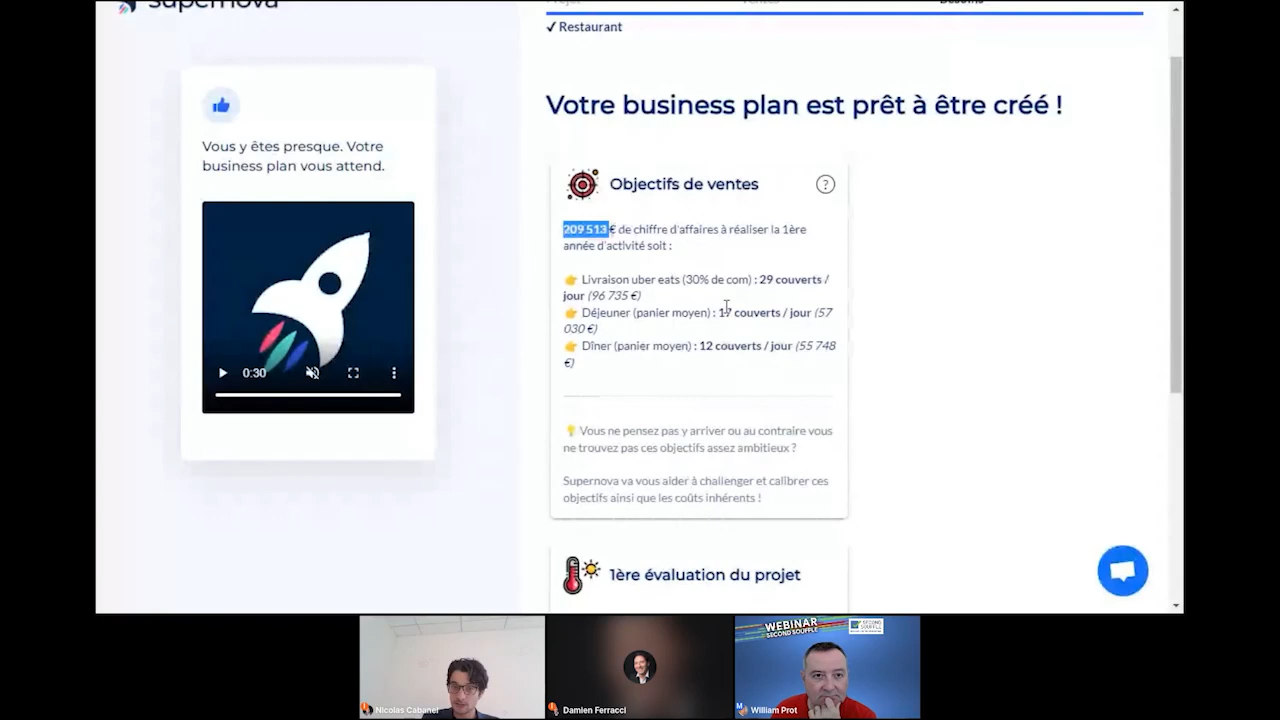 supernova
Projet
Ventes
Besoins
✓ Restaurant
Votre business plan est prêt à être créé !
Vous y êtes presque. Votre
business plan vous attend.
0:30
Objectifs de ventes
?
209 513 € de chiffre d'affaires à réaliser la 1ère
année d'activité soit :
👉 Livraison uber eats (30% de com) : 29 couverts /
jour (96 735 €)
👉 Déjeuner (panier moyen) : 17 couverts / jour (57
030 €)
👉 Dîner (panier moyen) : 12 couverts / jour (55 748
€)
💡 Vous ne pensez pas y arriver ou au contraire vous
ne trouvez pas ces objectifs assez ambitieux ?
Supernova va vous aider à challenger et calibrer ces
objectifs ainsi que les coûts inhérents !
1ère évaluation du projet
WEBINAR
SECOND SOUFFLE
SECOND
SOUFFLE
Nicolas Cabanel
Damien Ferracci
William Prot